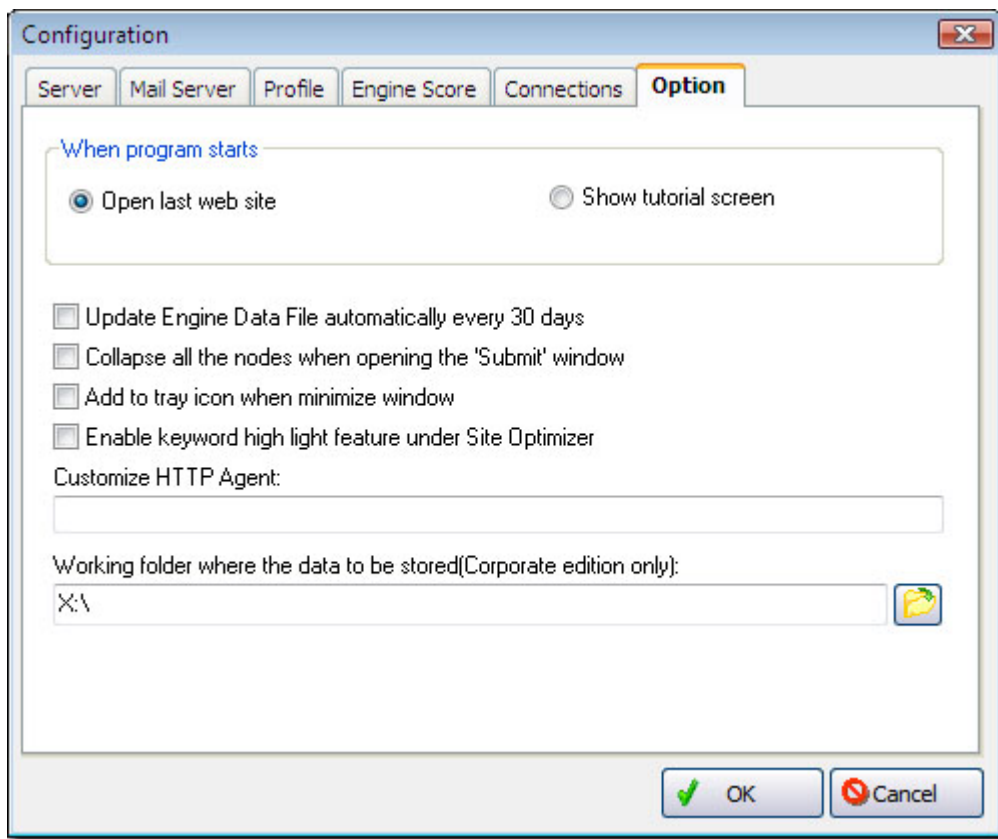 Configuration
Server Mail Server Profile Engine Score Connections Option
When program starts
Open last web site Show tutorial screen
Update Engine Data File automatically every 30 days
Collapse all the nodes when opening the 'Submit' window
Add to tray icon when minimize window
Enable keyword high light feature under Site Optimizer
Customize HTTP Agent:
Working folder where the data to be stored(Corporate edition only):
X:\
OK Cancel